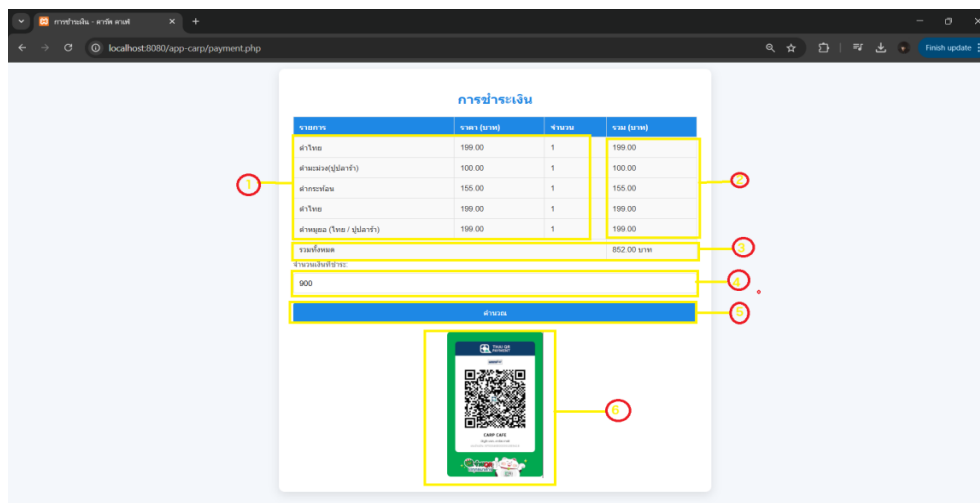 การชำระเงิน - คาร์ค คาเฟ่
localhost:8080/app-carp/payment.php
Finish update
การชำระเงิน
รายการ ราคา (บาท) จำนวน รวม (บาท)
ตำไทย 199.00 1 199.00
ตำมะม่วง(ปูปลาร้า) 100.00 1 100.00
ตำกระท้อน 155.00 1 155.00
ตำไทย 199.00 1 199.00
ตำหมูยอ (ไทย / ปูปลาร้า) 199.00 1 199.00
รวมทั้งหมด 852.00 บาท
จำนวนเงินที่ชำระ:
900
คำนวณ
THAI QR
PAYMENT
CARP CAFE
1
2
3
4
5
6